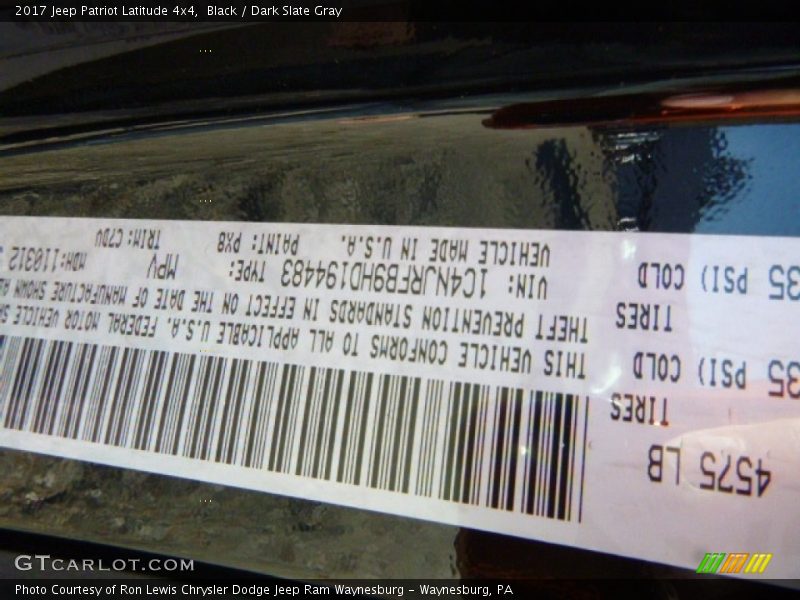 2017 Jeep Patriot Latitude 4x4, Black / Dark Slate Gray
4575 LB
TIRES
35 PSI) COLD
TIRES
35 PSI) COLD
THIS VEHICLE CONFORMS TO ALL APPLICABLE U.S.A. FEDERAL MOTOR VEHICLE
THEFT PREVENTION STANDARDS IN EFFECT ON THE DATE OF MANUFACTURE SHOWN
VIN: 1C4NJRFB9HD194483 TYPE: MPV MDH:110312
VEHICLE MADE IN U.S.A. PAINT: PX8 TRIM: C7DV
GTCARLOT.COM
Photo Courtesy of Ron Lewis Chrysler Dodge Jeep Ram Waynesburg – Waynesburg, PA